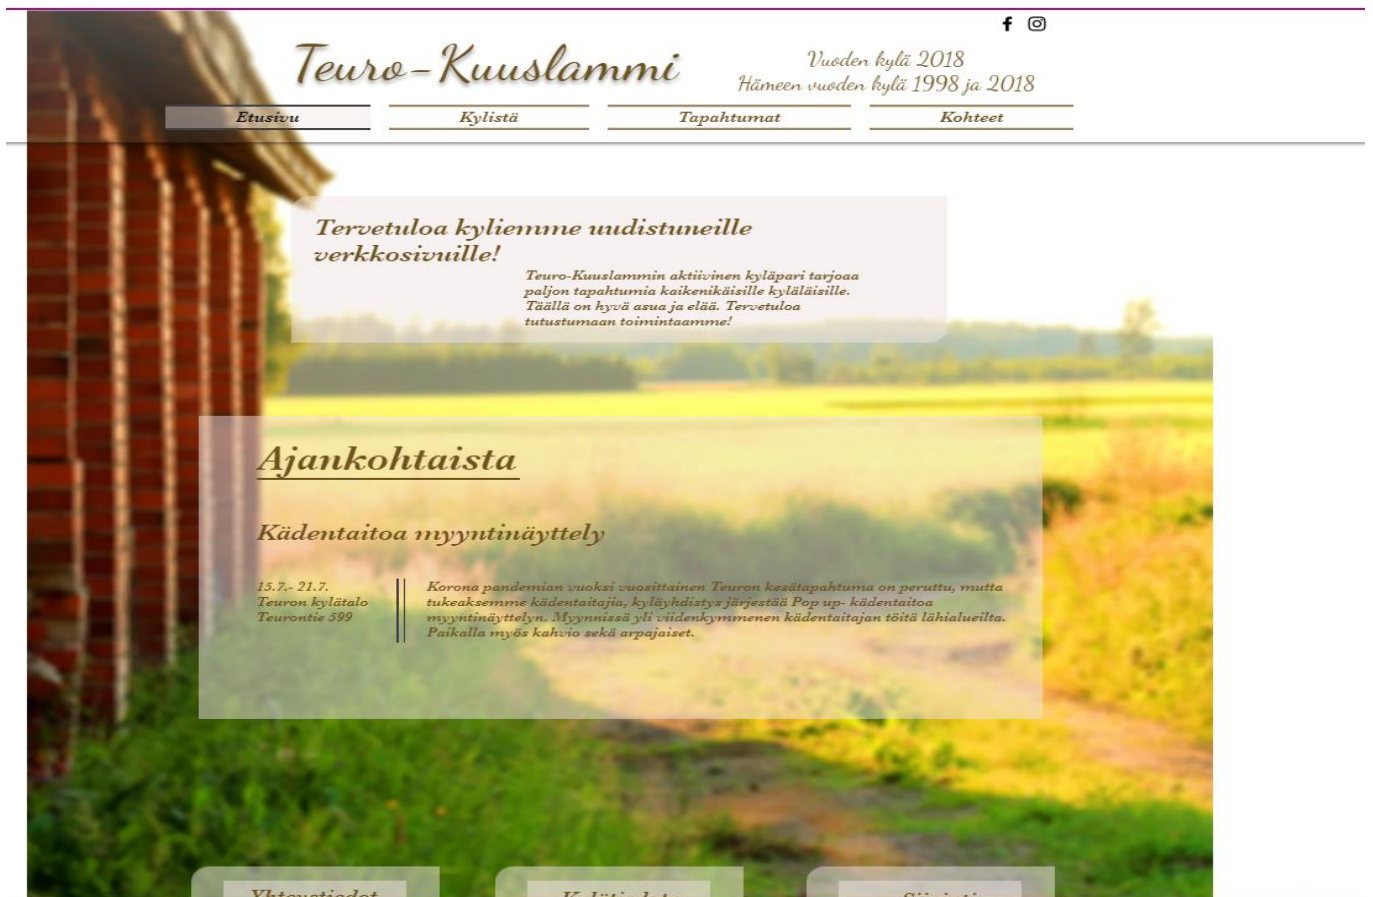 Teuro-Kuuslammi
Vuoden kylä 2018
Hämeen vuoden kylä 1998 ja 2018
Etusivu
Kylistä
Tapahtumat
Kohteet
Tervetuloa kyliemme uudistuneille
verkkosivuille!
Teuro-Kuuslammin aktiivinen kyläpari tarjoaa
paljon tapahtumia kaikenikäisille kyläläisille.
Täällä on hyvä asua ja elää. Tervetuloa
tutustumaan toimintaamme!
Ajankohtaista
Kädentaitoa myyntinäyttely
15.7.- 21.7.
Teuron kylätalo
Teurontie 599
Korona pandemian vuoksi vuosittainen Teuron kesätapahtuma on peruttu, mutta
tukeaksemme kädentaitajia, kyläyhdistys järjestää Pop up- kädentaitoa
myyntinäyttelyn. Myynnissä yli viidenkymmenen kädentaitajan töitä lähialueilta.
Paikalla myös kahvio sekä arpajaiset.
Yhteystiedot